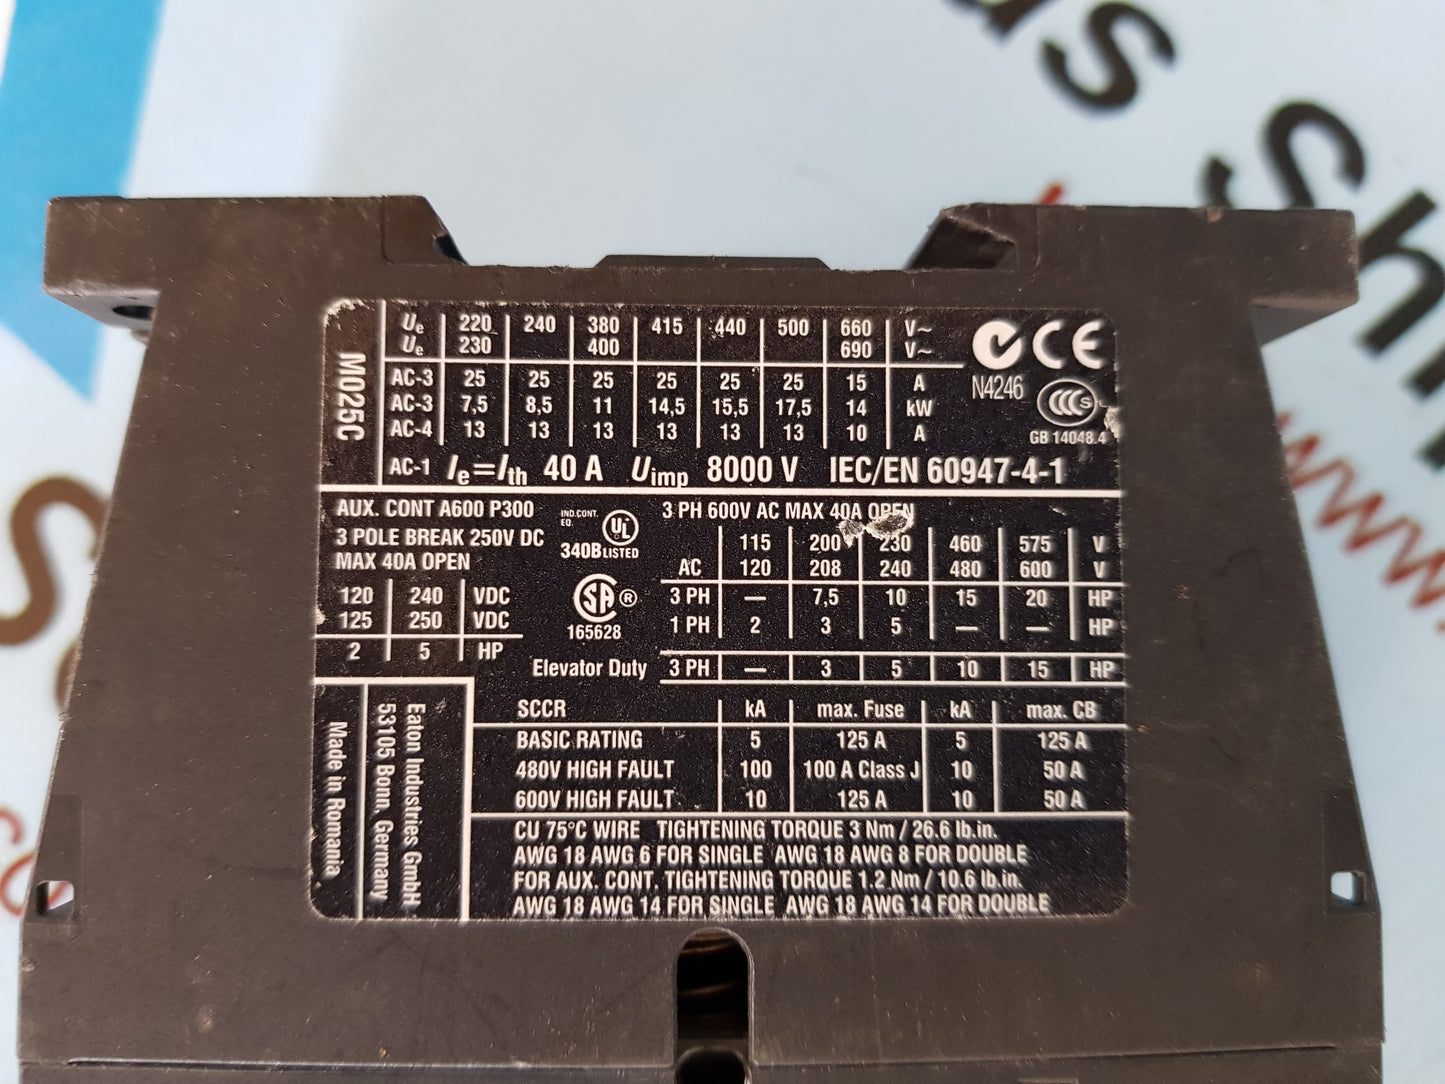 us Shi
www
M025C
Ue 220 240 380 415 440 500 660 V~
Ue 230 400 690 V~
AC-3 25 25 25 25 25 25 15 A
AC-3 7,5 8,5 11 14,5 15,5 17,5 14 kW
AC-4 13 13 13 13 13 13 10 A
AC-1 Ie=Ith 40 A Uimp 8000 V IEC/EN 60947-4-1
CE
N4246
CCC S
GB 14048.4
AUX. CONT A600 P300
3 POLE BREAK 250V DC
MAX 40A OPEN
IND.CONT.
EQ.
UL
340B LISTED
120 240 VDC
125 250 VDC
2 5 HP
SA ®
165628
3 PH 600V AC MAX 40A OPEN
115 200 230 460 575 V
AC 120 208 240 480 600 V
3 PH — 7,5 10 15 20 HP
1 PH 2 3 5 — — HP
Elevator Duty 3 PH — 3 5 10 15 HP
SCCR kA max. Fuse kA max. CB
BASIC RATING 5 125 A 5 125 A
480V HIGH FAULT 100 100 A Class J 10 50 A
600V HIGH FAULT 10 125 A 10 50 A
CU 75°C WIRE TIGHTENING TORQUE 3 Nm / 26.6 lb.in.
AWG 18 AWG 6 FOR SINGLE AWG 18 AWG 8 FOR DOUBLE
FOR AUX. CONT. TIGHTENING TORQUE 1.2 Nm / 10.6 lb.in.
AWG 18 AWG 14 FOR SINGLE AWG 18 AWG 14 FOR DOUBLE
Eaton Industries GmbH
53105 Bonn, Germany
Made in Romania